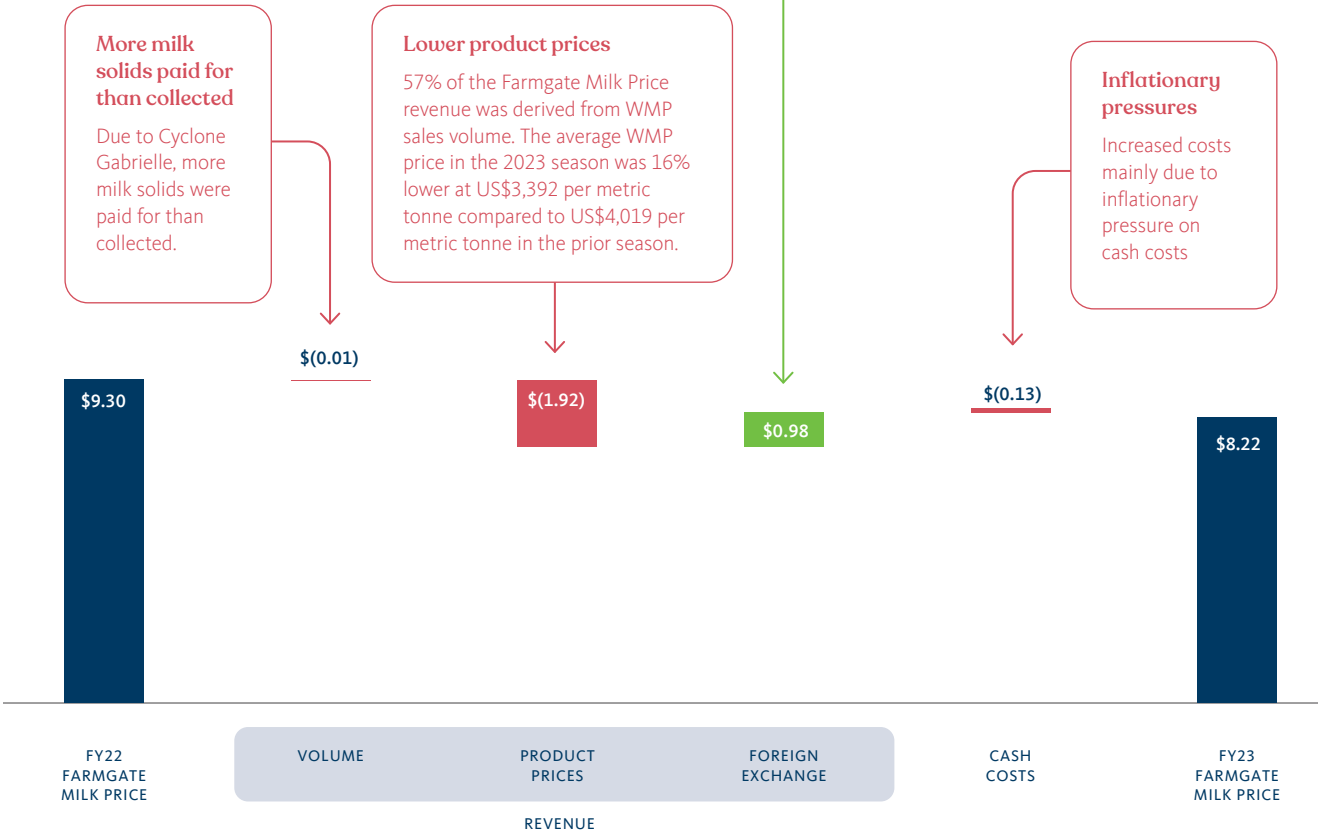 More milk
solids paid for
than collected
Due to Cyclone
Gabrielle, more
milk solids were
paid for than
collected.
Lower product prices
57% of the Farmgate Milk Price
revenue was derived from WMP
sales volume. The average WMP
price in the 2023 season was 16%
lower at US$3,392 per metric
tonne compared to US$4,019 per
metric tonne in the prior season.
Inflationary
pressures
Increased costs
mainly due to
inflationary
pressure on
cash costs
$9.30
$(0.01)
$(1.92)
$0.98
$(0.13)
$8.22
FY22
FARMGATE
MILK PRICE
VOLUME
PRODUCT
PRICES
FOREIGN
EXCHANGE
CASH
COSTS
FY23
FARMGATE
MILK PRICE
REVENUE